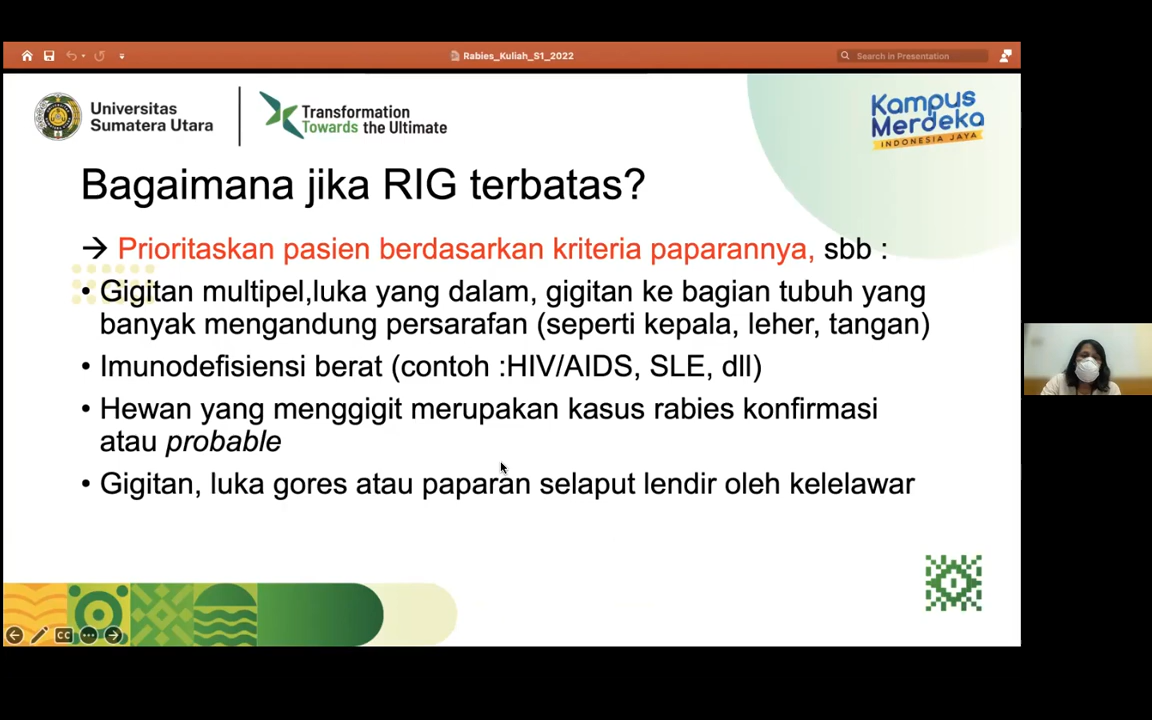 Rabies_Kuliah_S1_2022
Search in Presentation
Universitas
Sumatera Utara
Transformation
Towards the Ultimate
Kampus
Merdeka
INDONESIA JAYA
Bagaimana jika RIG terbatas?
→ Prioritaskan pasien berdasarkan kriteria paparannya, sbb :
• Gigitan multipel,luka yang dalam, gigitan ke bagian tubuh yang
banyak mengandung persarafan (seperti kepala, leher, tangan)
• Imunodefisiensi berat (contoh :HIV/AIDS, SLE, dll)
• Hewan yang menggigit merupakan kasus rabies konfirmasi
atau probable
• Gigitan, luka gores atau paparan selaput lendir oleh kelelawar
CC